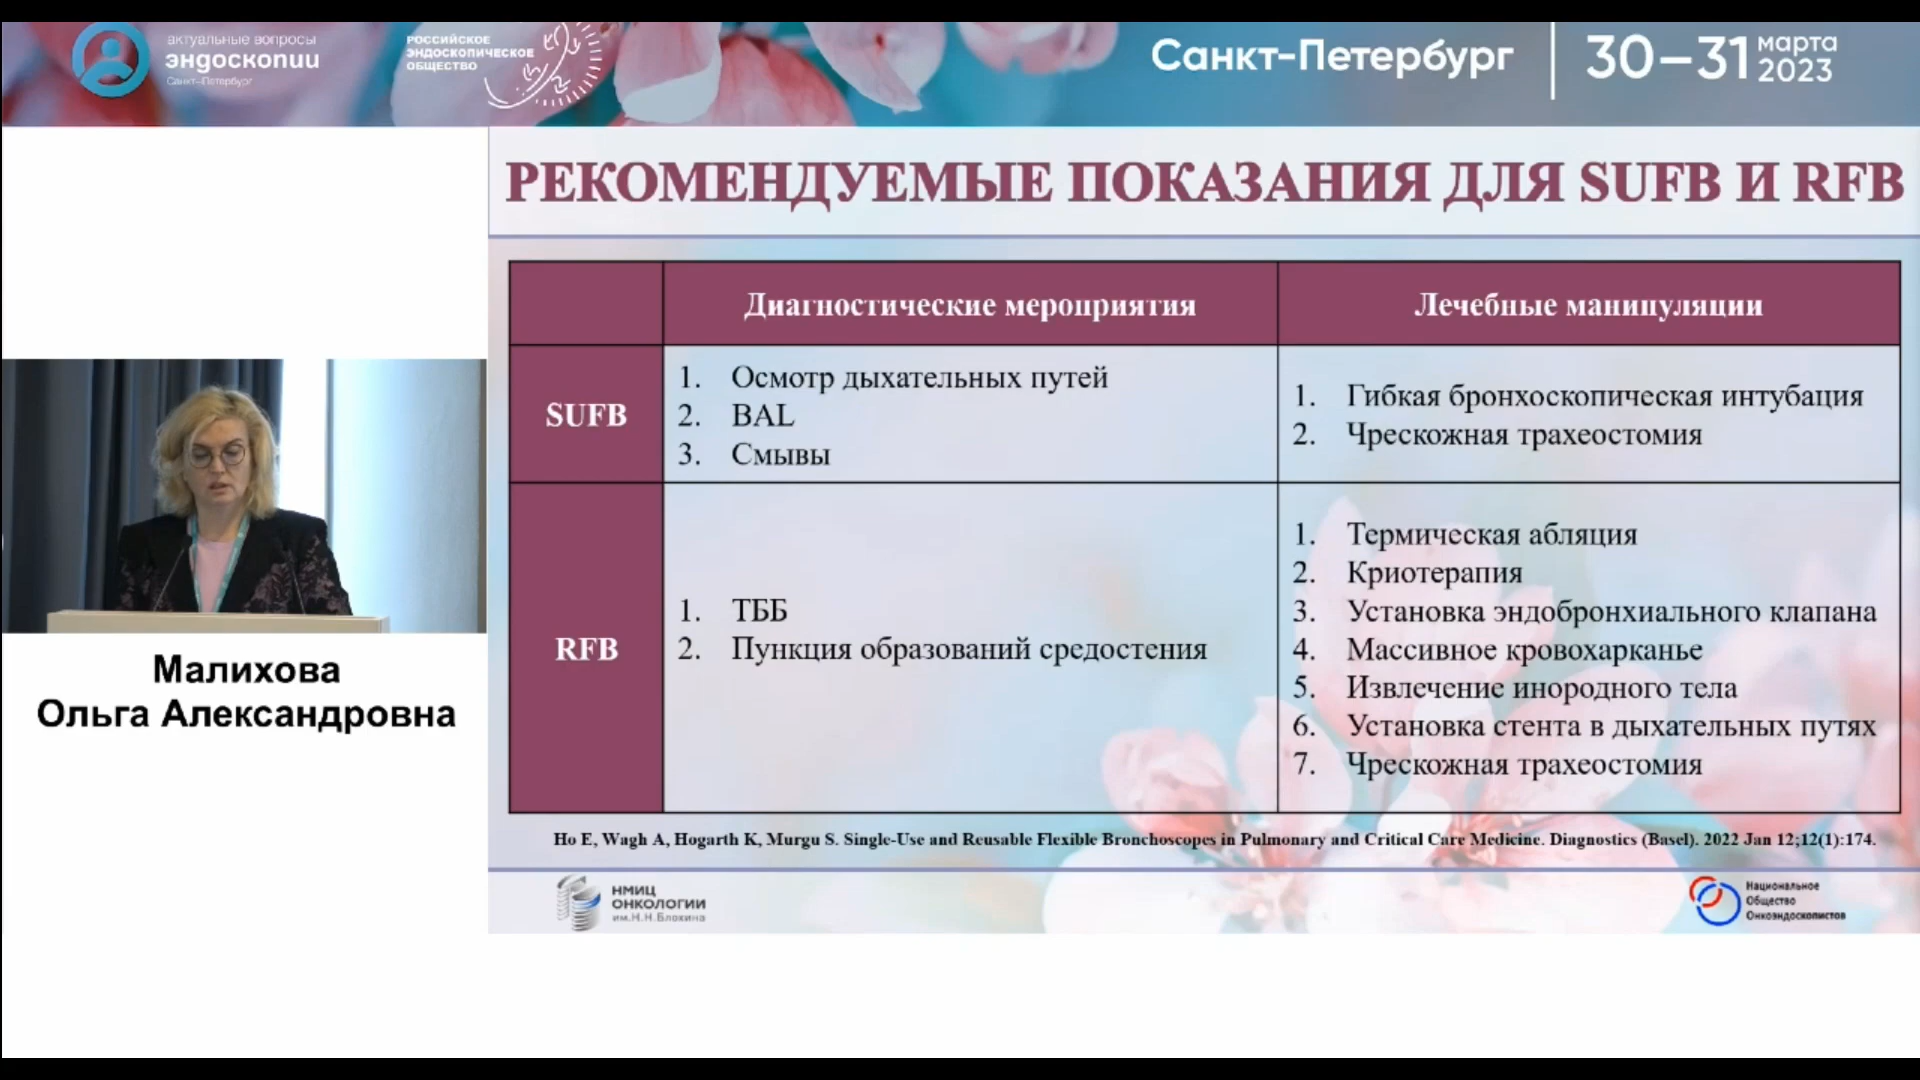 актуальные вопросы
эндоскопии
Санкт-Петербург
РОССИЙСКОЕ
ЭНДОСКОПИЧЕСКОЕ
ОБЩЕСТВО
Санкт-Петербург
30–31 марта 2023
РЕКОМЕНДУЕМЫЕ ПОКАЗАНИЯ ДЛЯ SUFB И RFB
Диагностические мероприятия
Лечебные манипуляции
SUFB
1. Осмотр дыхательных путей
2. BAL
3. Смывы
1. Гибкая бронхоскопическая интубация
2. Чрескожная трахеостомия
RFB
1. ТББ
2. Пункция образований средостения
1. Термическая абляция
2. Криотерапия
3. Установка эндобронхиального клапана
4. Массивное кровохарканье
5. Извлечение инородного тела
6. Установка стента в дыхательных путях
7. Чрескожная трахеостомия
Ho E, Wagh A, Hogarth K, Murgu S. Single-Use and Reusable Flexible Bronchoscopes in Pulmonary and Critical Care Medicine. Diagnostics (Basel). 2022 Jan 12;12(1):174.
НМИЦ
ОНКОЛОГИИ
им.Н.Н.Блохина
Национальное
Общество
Онкоэндоскопистов
Малихова
Ольга Александровна